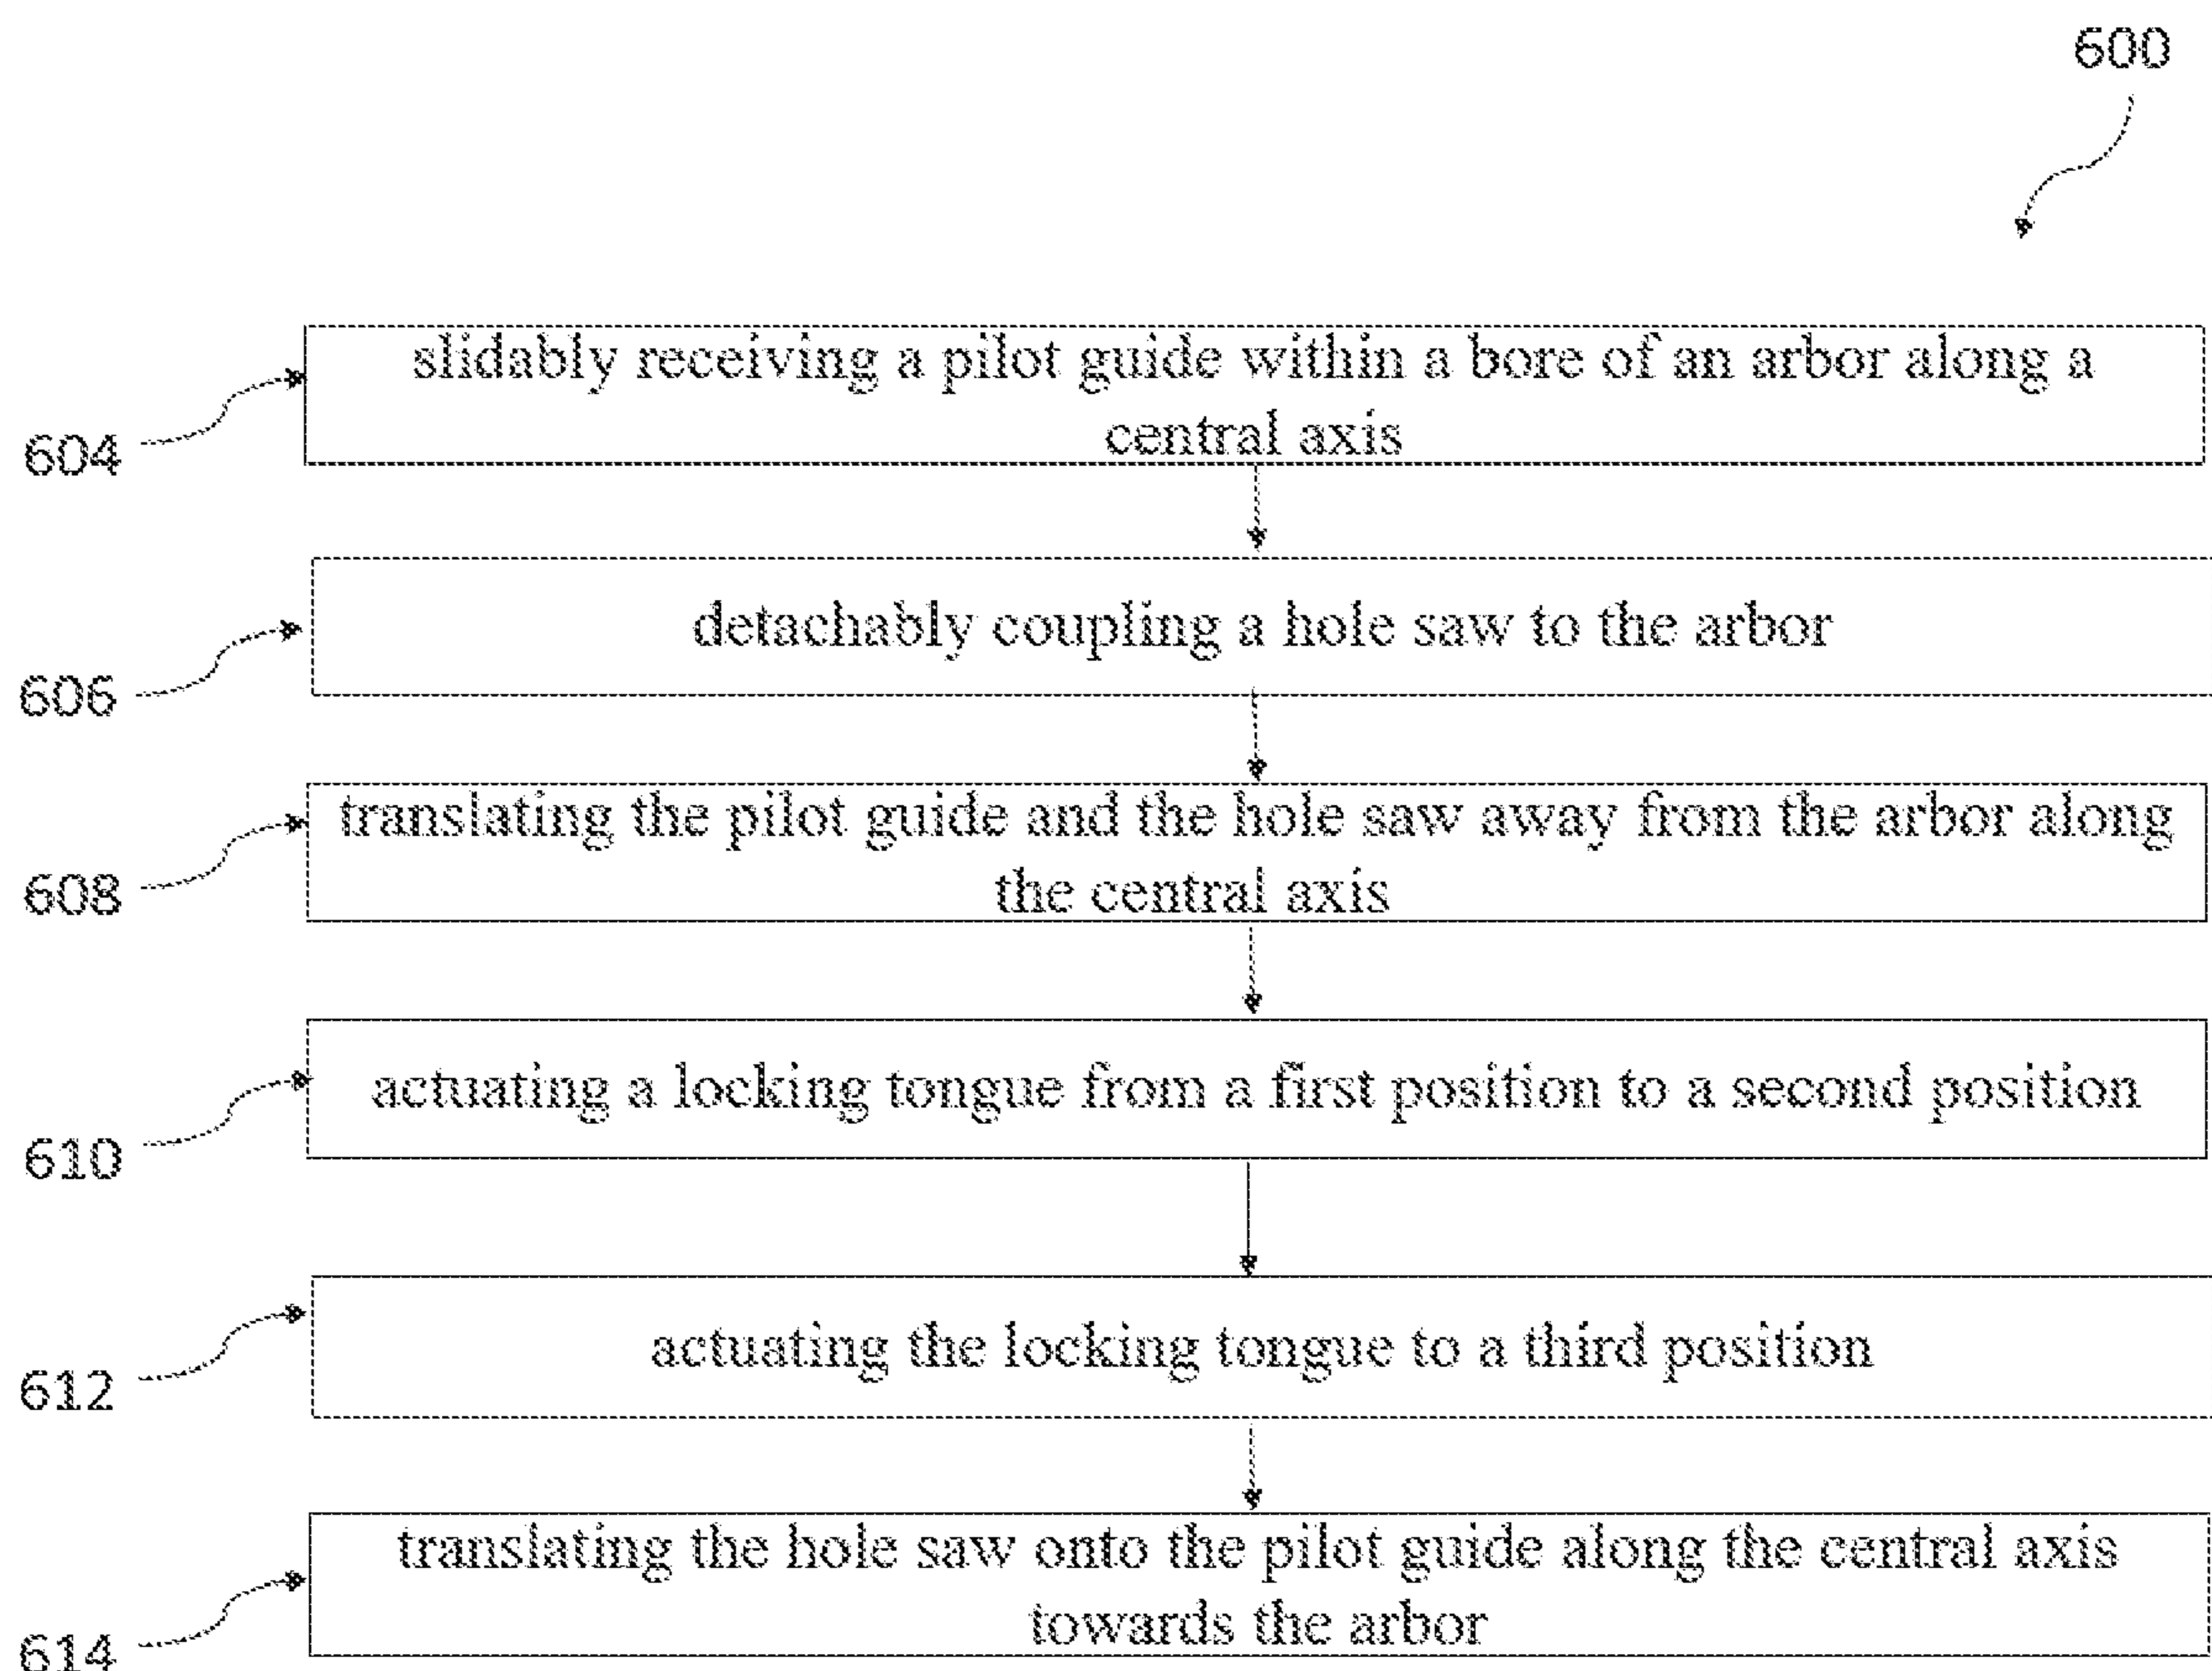 600
slidably receiving a pilot guide within a bore of an arbor along a
central axis
604
detachably coupling a hole saw to the arbor
606
translating the pilot guide and the hole saw away from the arbor along
the central axis
608
actuating a locking tongue from a first position to a second position
610
actuating the locking tongue to a third position
612
translating the hole saw onto the pilot guide along the central axis
towards the arbor
614